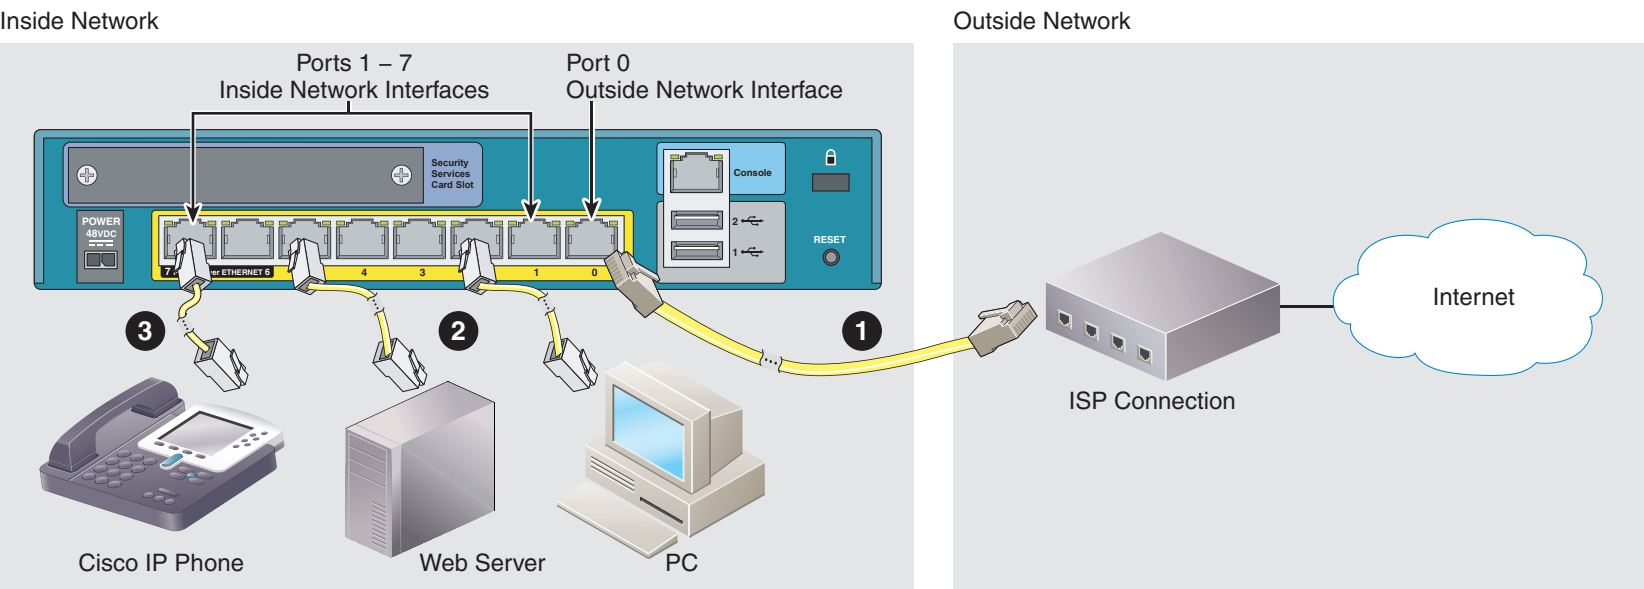 Inside Network
Outside Network
Ports 1 – 7
Inside Network Interfaces
Port 0
Outside Network Interface
Security
Services
Card Slot
Console
POWER
48VDC
2
1
RESET
7
er ETHERNET 6
4
3
1
0
3
2
1
Internet
ISP Connection
Cisco IP Phone
Web Server
PC